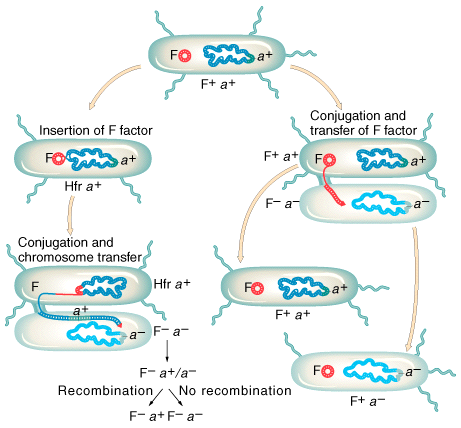 F a+
F+ a+
Insertion of F factor
F a+
Hfr a+
Conjugation and
transfer of F factor
F+ a+
F a+
F− a−
a−
Conjugation and
chromosome transfer
F
Hfr a+
a+
a−
F− a−
F− a+/a−
Recombination No recombination
F− a+ F− a−
F a+
F+ a+
F a−
F+ a−